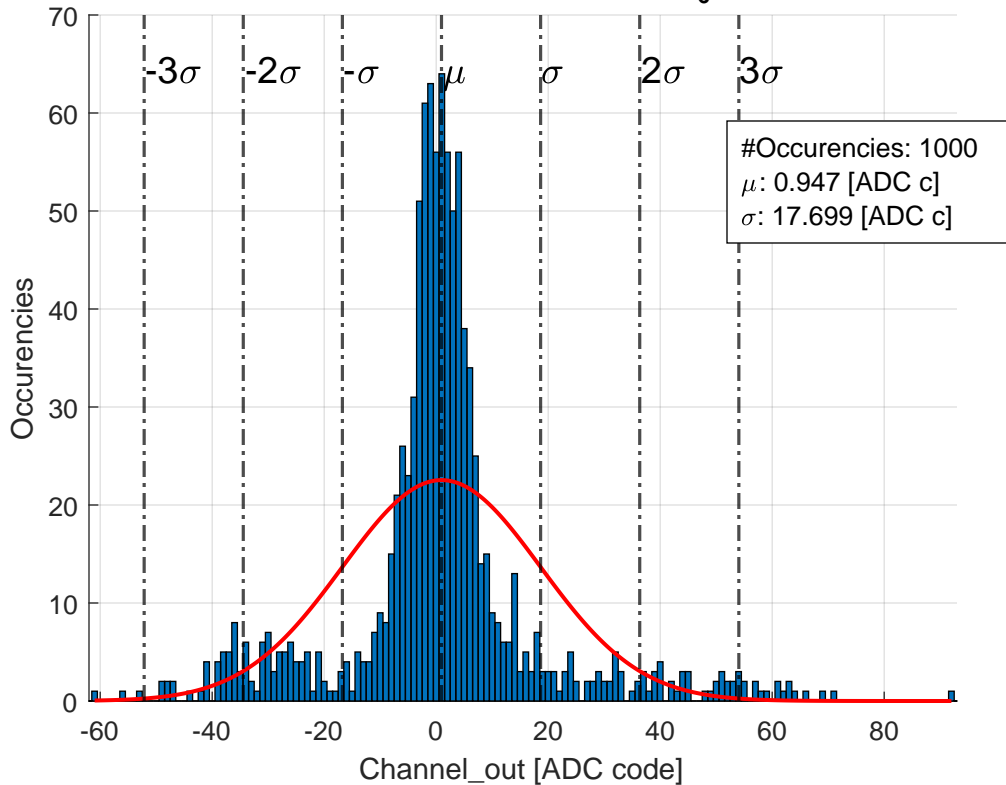 70
60
50
40
30
20
10
0
-3σ
-2σ
-σ
μ
σ
2σ
3σ
#Occurencies: 1000
μ: 0.947 [ADC c]
σ: 17.699 [ADC c]
Occurencies
-60
-40
-20
0
20
40
60
80
Channel_out [ADC code]